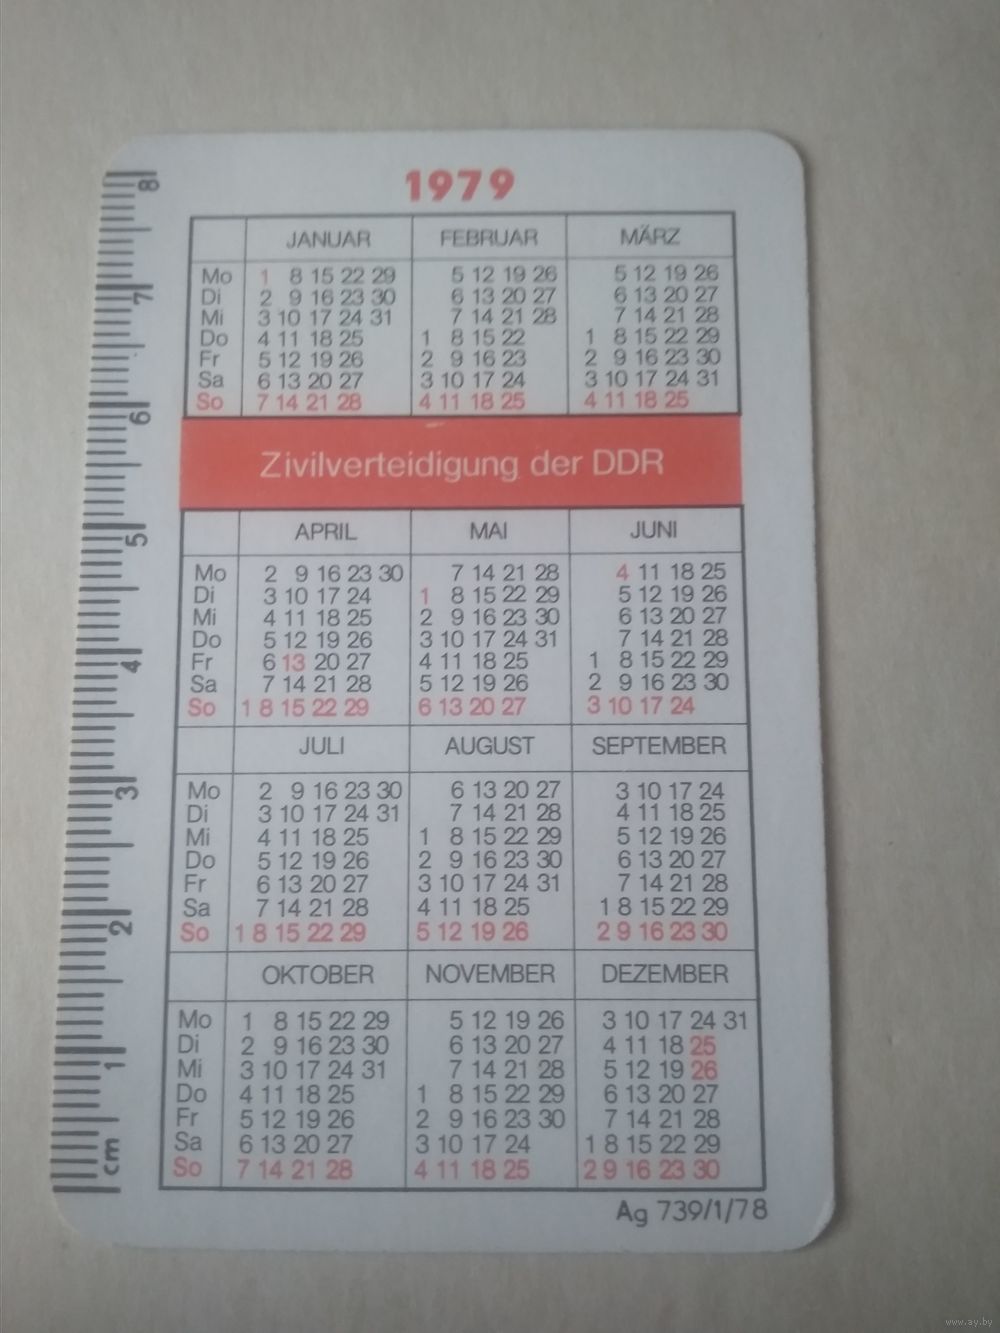 1979
JANUAR FEBRUAR MÄRZ
Mo 1 8 15 22 29 5 12 19 26 5 12 19 26
Di 2 9 16 23 30 6 13 20 27 6 13 20 27
Mi 3 10 17 24 31 7 14 21 28 7 14 21 28
Do 4 11 18 25 1 8 15 22 1 8 15 22 29
Fr 5 12 19 26 2 9 16 23 2 9 16 23 30
Sa 6 13 20 27 3 10 17 24 3 10 17 24 31
So 7 14 21 28 4 11 18 25 4 11 18 25
Zivilverteidigung der DDR
APRIL MAI JUNI
Mo 2 9 16 23 30 7 14 21 28 4 11 18 25
Di 3 10 17 24 1 8 15 22 29 5 12 19 26
Mi 4 11 18 25 2 9 16 23 30 6 13 20 27
Do 5 12 19 26 3 10 17 24 31 7 14 21 28
Fr 6 13 20 27 4 11 18 25 1 8 15 22 29
Sa 7 14 21 28 5 12 19 26 2 9 16 23 30
So 1 8 15 22 29 6 13 20 27 3 10 17 24
JULI AUGUST SEPTEMBER
Mo 2 9 16 23 30 6 13 20 27 3 10 17 24
Di 3 10 17 24 31 7 14 21 28 4 11 18 25
Mi 4 11 18 25 1 8 15 22 29 5 12 19 26
Do 5 12 19 26 2 9 16 23 30 6 13 20 27
Fr 6 13 20 27 3 10 17 24 31 7 14 21 28
Sa 7 14 21 28 4 11 18 25 1 8 15 22 29
So 1 8 15 22 29 5 12 19 26 2 9 16 23 30
OKTOBER NOVEMBER DEZEMBER
Mo 1 8 15 22 29 5 12 19 26 3 10 17 24 31
Di 2 9 16 23 30 6 13 20 27 4 11 18 25
Mi 3 10 17 24 31 7 14 21 28 5 12 19 26
Do 4 11 18 25 1 8 15 22 29 6 13 20 27
Fr 5 12 19 26 2 9 16 23 30 7 14 21 28
Sa 6 13 20 27 3 10 17 24 1 8 15 22 29
So 7 14 21 28 4 11 18 25 2 9 16 23 30
Ag 739/1/78
cm 1 2 3 4 5 6 7 8
www.ay.by